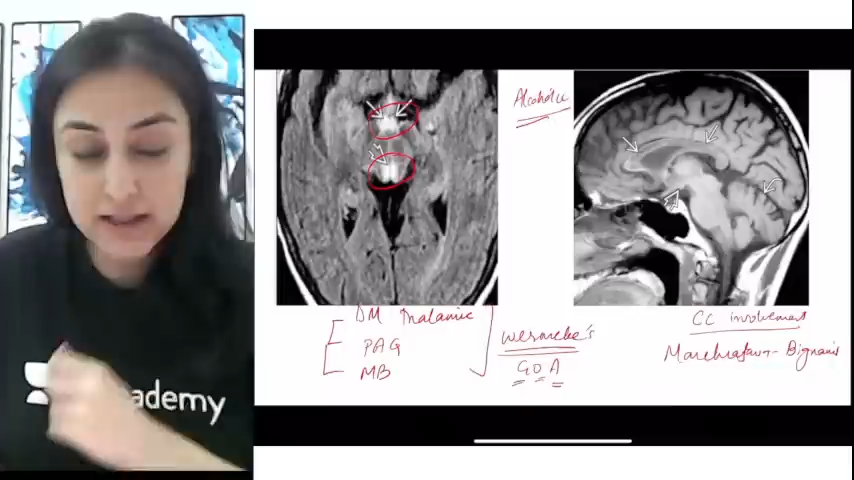 Alcoholic
DM Thalamic
PAG
MB
Wernicke's
GOA
CC involvement
Marchiafava-Bignami
ademy